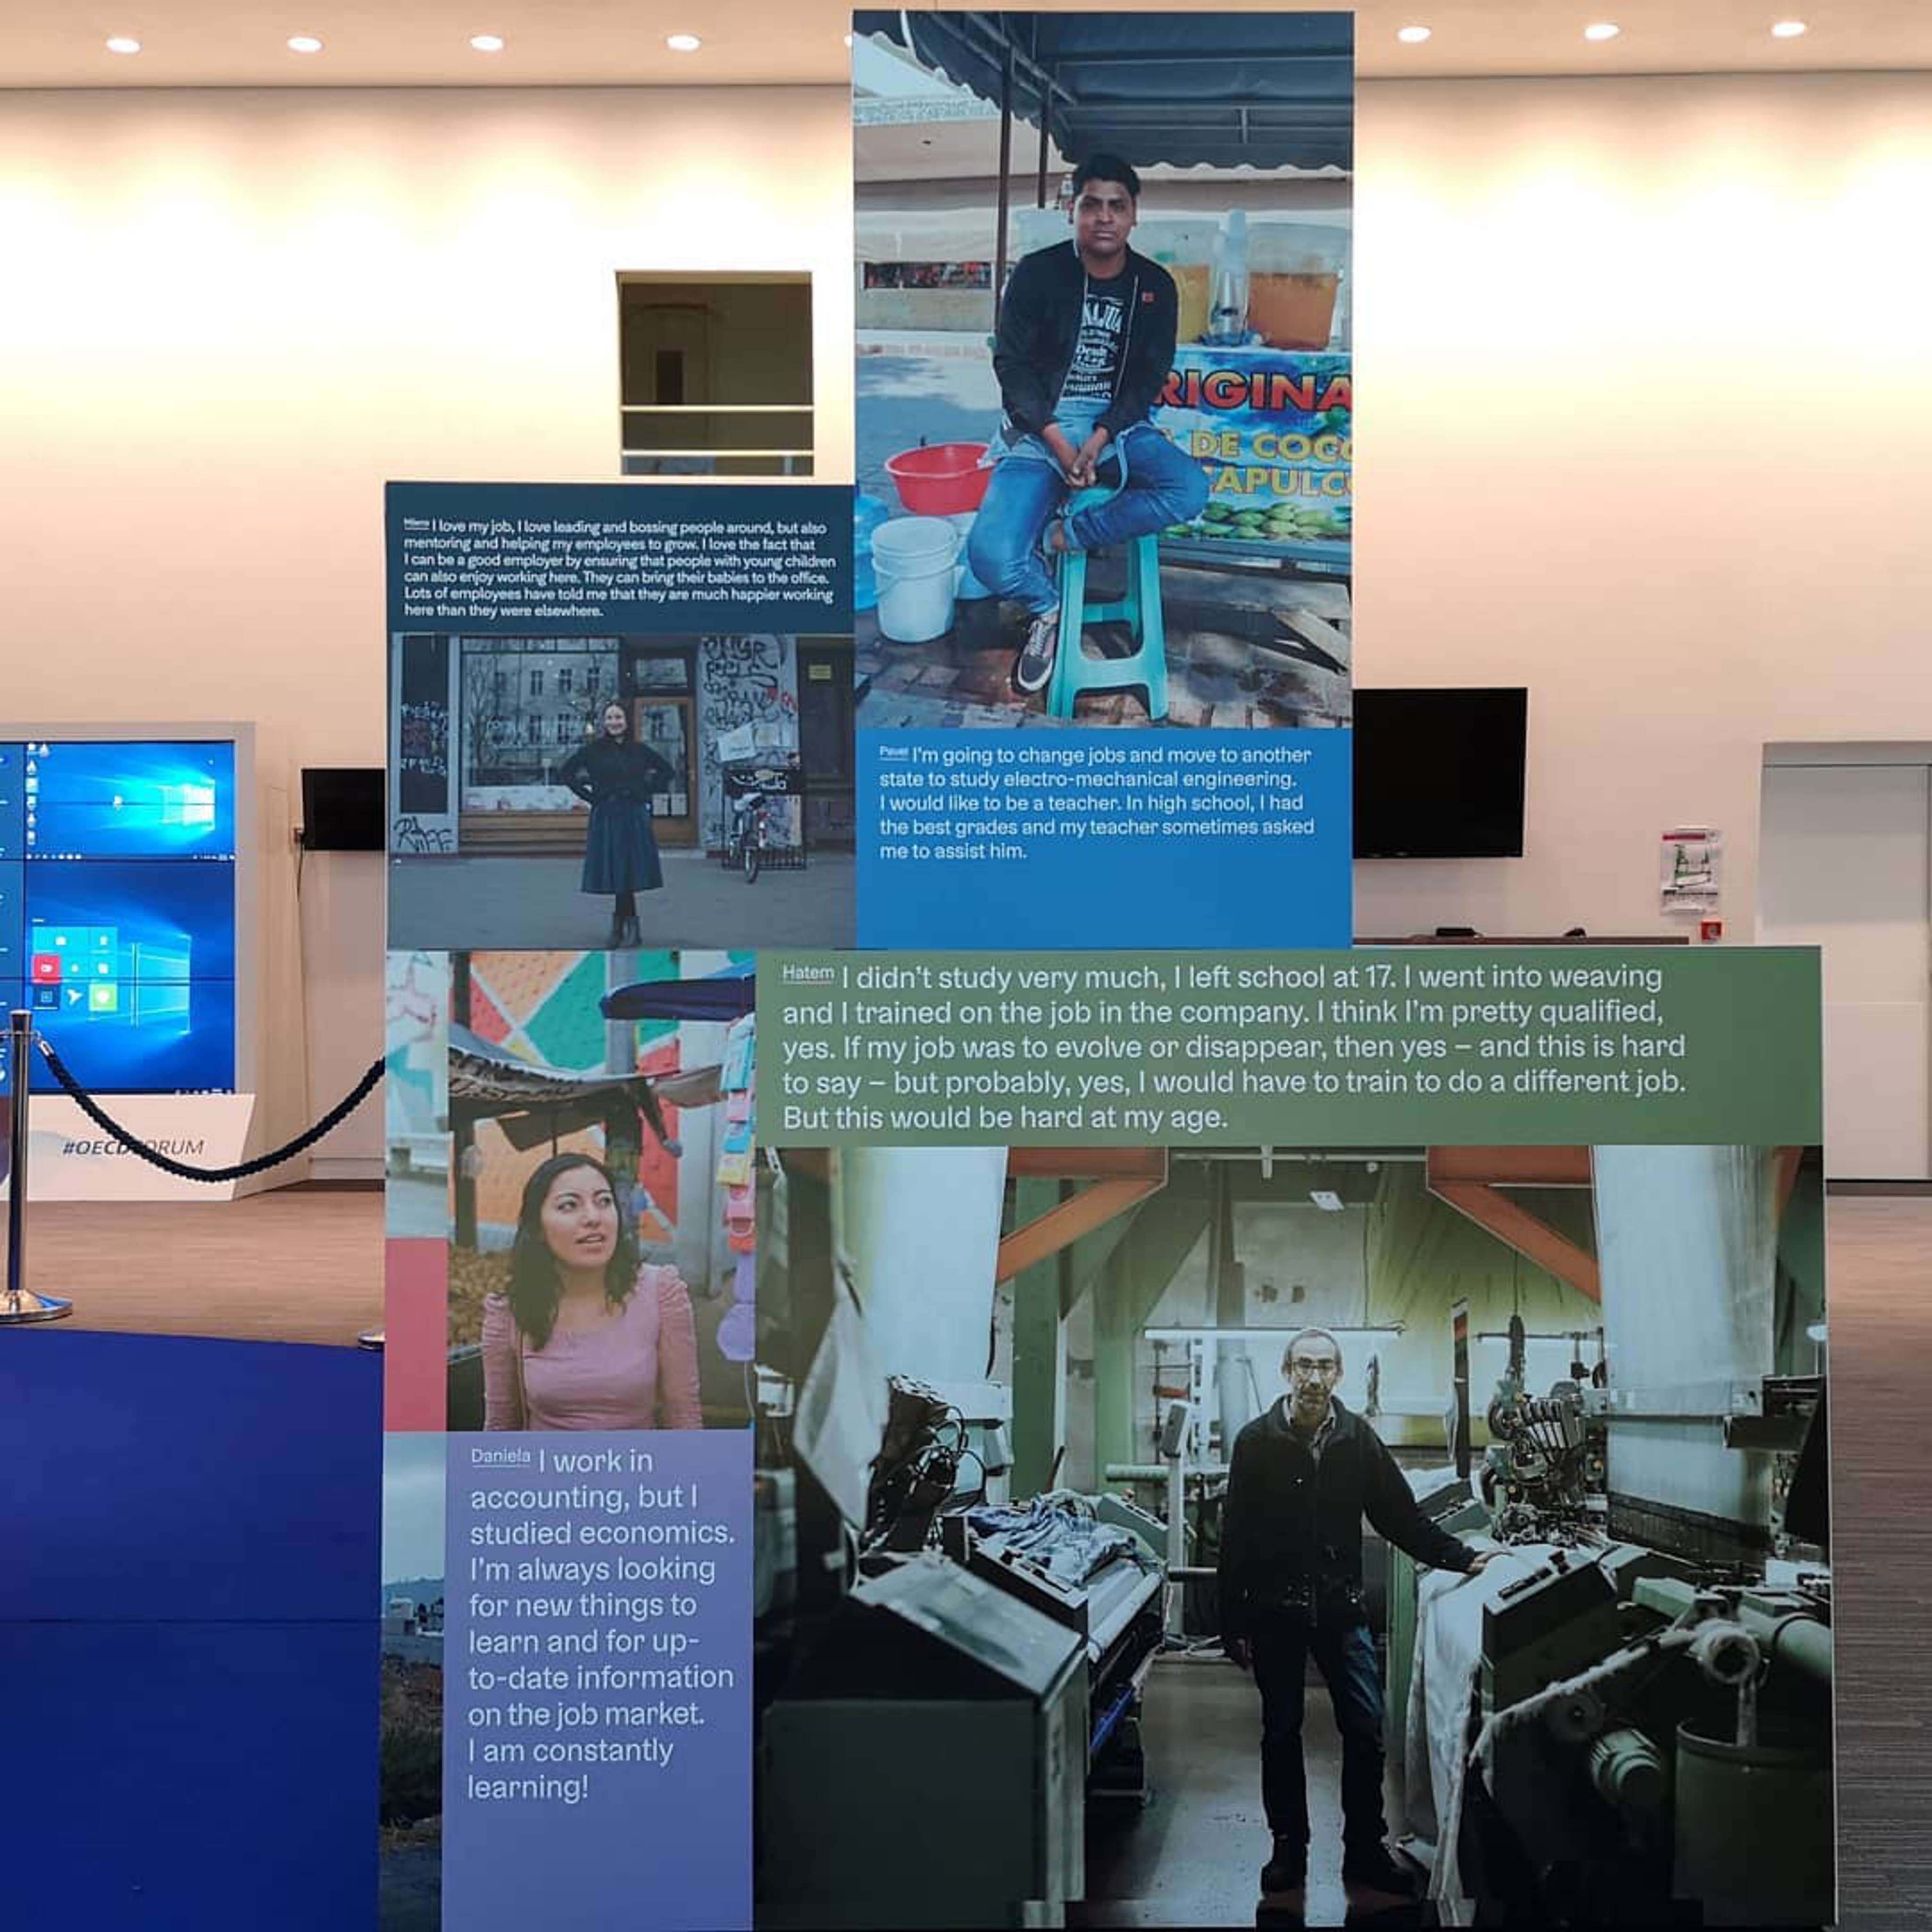 I love my job, I love leading and bossing people around, but also
mentoring and helping my employees to grow. I love the fact that
I can be a good employer by ensuring that people with young children
can also enjoy working here. They can bring their babies to the office.
Lots of employees have told me that they are much happier working
here than they were elsewhere.
RIGINA
DE COCO
CAPULC
I'm going to change jobs and move to another
state to study electro-mechanical engineering.
I would like to be a teacher. In high school, I had
the best grades and my teacher sometimes asked
me to assist him.
Hatem I didn't study very much, I left school at 17. I went into weaving
and I trained on the job in the company. I think I'm pretty qualified,
yes. If my job was to evolve or disappear, then yes – and this is hard
to say – but probably, yes, I would have to train to do a different job.
But this would be hard at my age.
Daniela I work in
accounting, but I
studied economics.
I'm always looking
for new things to
learn and for up-
to-date information
on the job market.
I am constantly
learning!